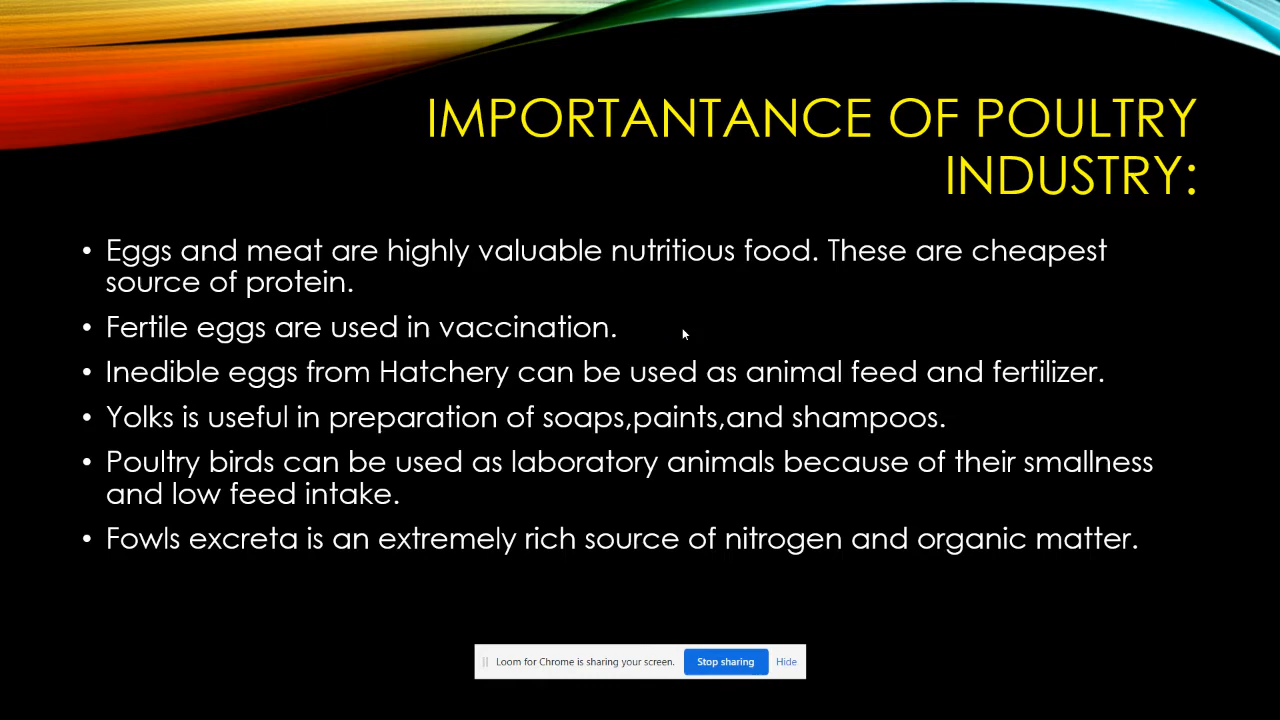 IMPORTANTANCE OF POULTRY
INDUSTRY:
• Eggs and meat are highly valuable nutritious food. These are cheapest
source of protein.
• Fertile eggs are used in vaccination.
• Inedible eggs from Hatchery can be used as animal feed and fertilizer.
• Yolks is useful in preparation of soaps,paints,and shampoos.
• Poultry birds can be used as laboratory animals because of their smallness
and low feed intake.
• Fowls excreta is an extremely rich source of nitrogen and organic matter.
Loom for Chrome is sharing your screen. Stop sharing Hide